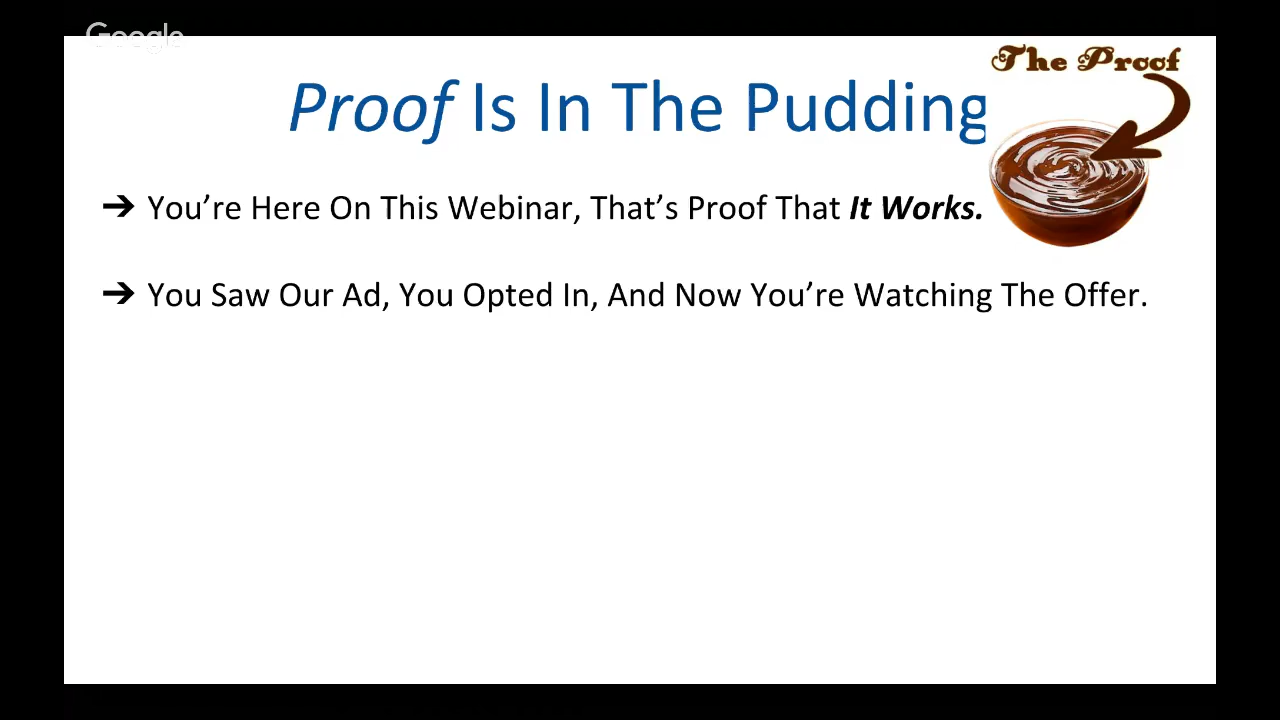 Google
The Proof
Proof Is In The Pudding
➔ You’re Here On This Webinar, That’s Proof That It Works.
➔ You Saw Our Ad, You Opted In, And Now You’re Watching The Offer.